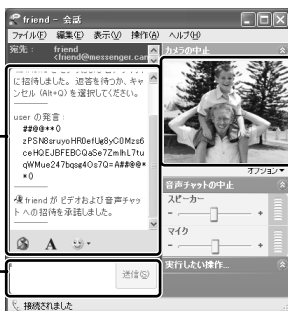 friend - 会話
ファイル(F) 編集(E) 表示(V) 操作(A) ヘルプ(H)
宛先: friend
<friend@messenger.can
カメラの中止
に招待しました。返答を待つか、キャ
ンセル (Alt+Q) を選択してください。
user の発言:
##@@**0
zPSN8sruyoHR0efUg8yC0Mzs6
ceHQEJBFEBCQaSe7ZmlhL7tu
qWMue247bqsg4Os7Q=A##@@*
*0
friend が ビデオおよび音声チャッ
トへの招待を承諾しました。
オプション
音声チャットの中止
スピーカー
- +
マイク
- +
A
送信(S)
実行したい操作...
接続されました